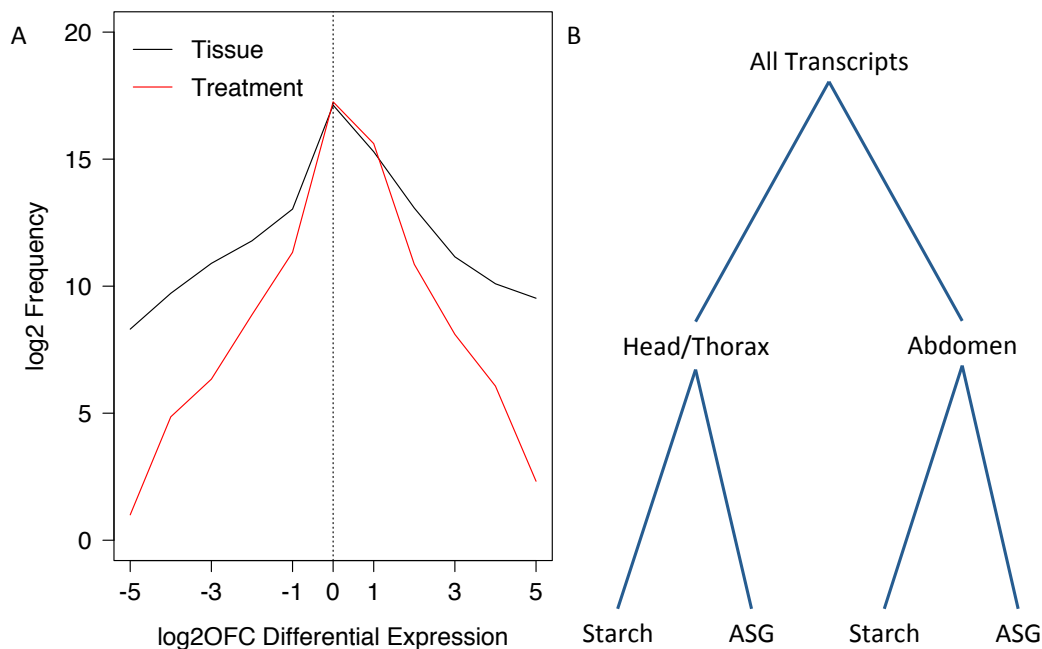 A
Tissue
Treatment
20
15
10
5
0
log2 Frequency
-5
-3
-1
0
1
3
5
log2OFC Differential Expression
B
All Transcripts
Head/Thorax
Abdomen
Starch
ASG
Starch
ASG